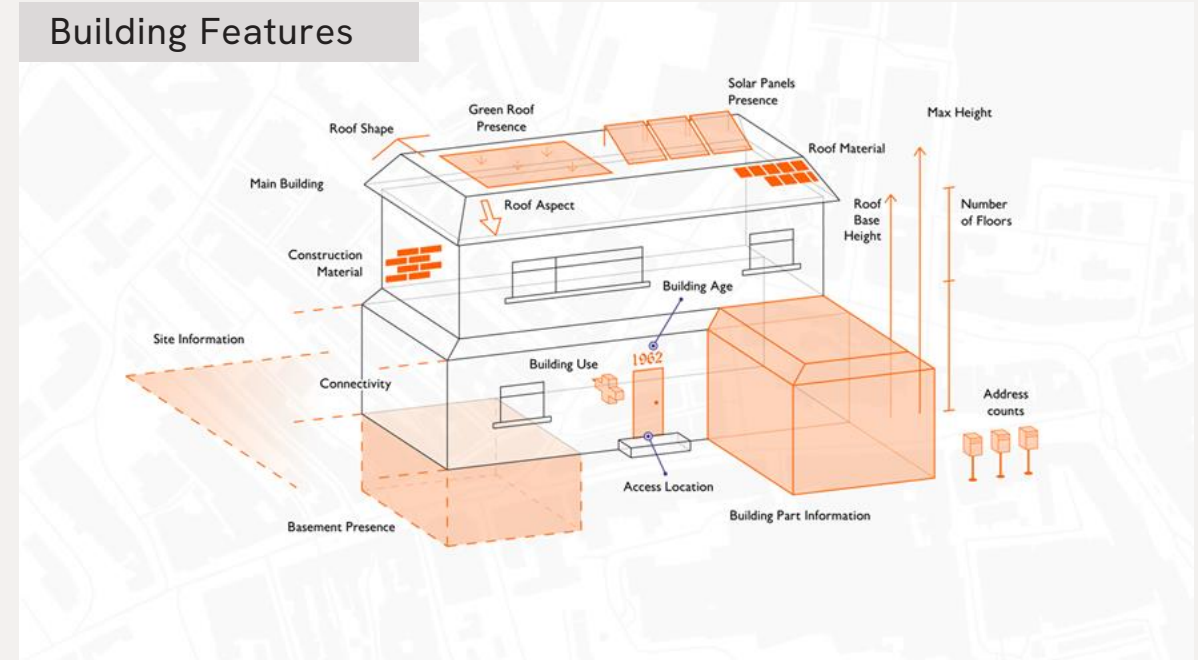 Building Features
Solar Panels
Presence
Green Roof
Presence
Max Height
Roof Shape
Roof Material
Main Building
Roof Aspect
Roof
Base
Height
Number
of Floors
Construction
Material
Building Age
Site Information
1962
Building Use
Connectivity
Address
counts
Access Location
Building Part Information
Basement Presence